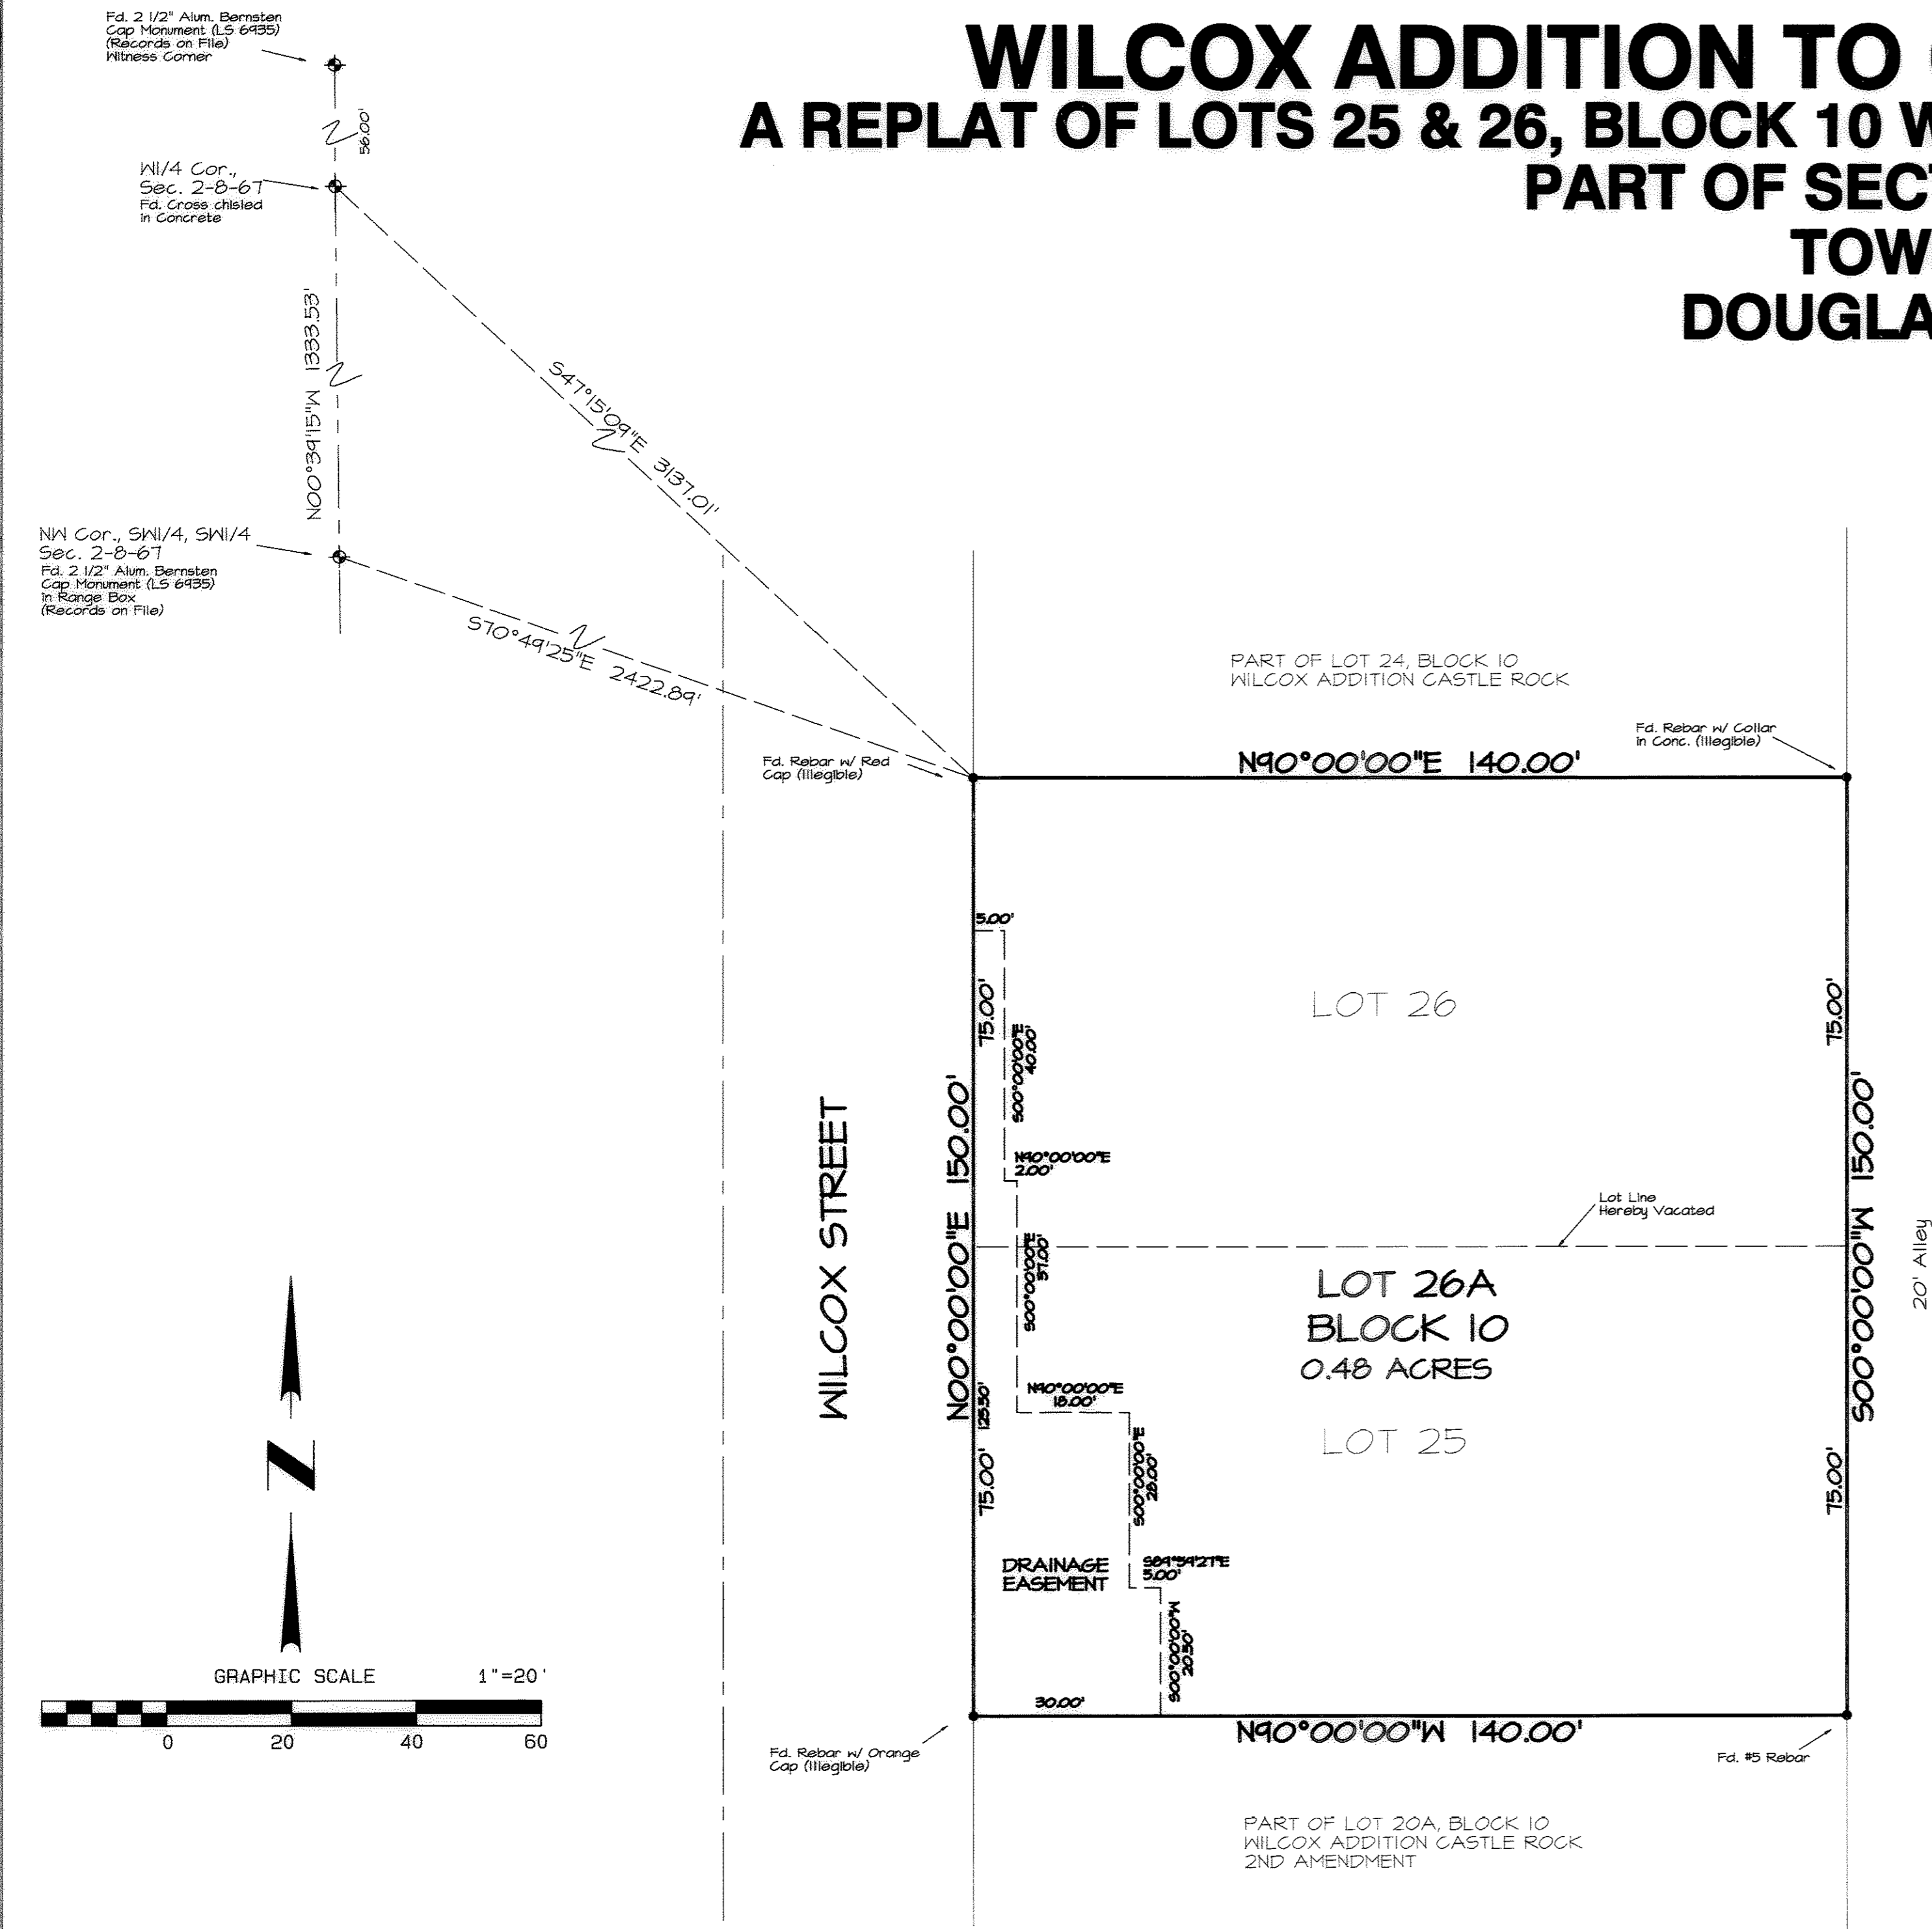 WILCOX ADDITION TO
A REPLAT OF LOTS 25 & 26, BLOCK 10 W
PART OF SECT
TOW
DOUGLA
Fd. 2 1/2" Alum. Bernsten
Cap Monument (LS 6935)
(Records on File)
Witness Corner
56.00'
W1/4 Cor.,
Sec. 2-8-67
Fd. Cross chisled
in Concrete
N00°39'15"W 1333.53'
S47°15'09"E 3137.01'
NW Cor., SW1/4, SW1/4
Sec. 2-8-67
Fd. 2 1/2" Alum. Bernsten
Cap Monument (LS 6935)
in Range Box
(Records on File)
S70°49'25"E 2422.89'
PART OF LOT 24, BLOCK 10
WILCOX ADDITION CASTLE ROCK
Fd. Rebar w/ Collar
in Conc. (Illegible)
Fd. Rebar w/ Red
Cap (Illegible)
N90°00'00"E 140.00'
5.00'
75.00'
S00°00'00"E
40.00'
LOT 26
75.00'
N90°00'00"E
2.00'
WILCOX STREET
N00°00'00"E 150.00'
S00°00'00"W 150.00'
Lot Line
Hereby Vacated
20' Alley
S00°00'00"E
37.00'
LOT 26A
BLOCK 10
0.48 ACRES
N90°00'00"E
18.00'
125.50'
75.00'
LOT 25
S00°00'00"E
28.00'
75.00'
DRAINAGE
EASEMENT
S89°59'27"E
5.00'
S00°00'00"W
20.50'
30.00'
N90°00'00"W 140.00'
N
GRAPHIC SCALE 1"=20'
0 20 40 60
Fd. Rebar w/ Orange
Cap (Illegible)
Fd. #5 Rebar
PART OF LOT 20A, BLOCK 10
WILCOX ADDITION CASTLE ROCK
2ND AMENDMENT